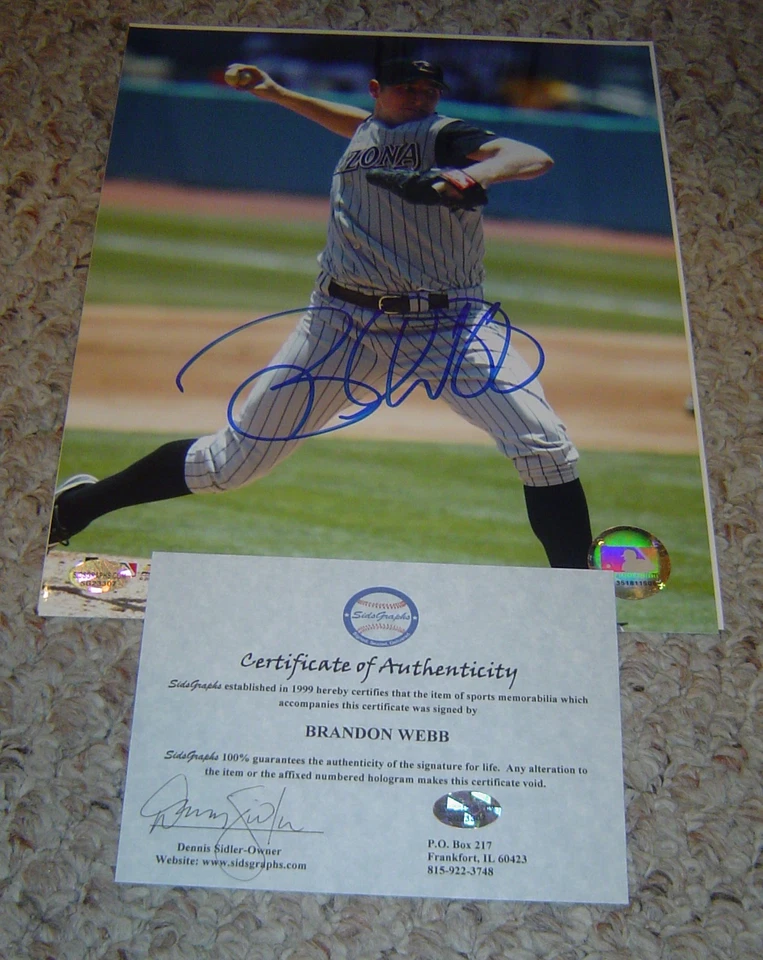 ZONA
SidsGraphs
Certificate of Authenticity
SidsGraphs established in 1999 hereby certifies that the item of sports memorabilia which
accompanies this certificate was signed by
BRANDON WEBB
SidsGraphs 100% guarantees the authenticity of the signature for life. Any alteration to
the item or the affixed numbered hologram makes this certificate void.
Dennis Sidler-Owner
Website: www.sidsgraphs.com
P.O. Box 217
Frankfort, IL 60423
815-922-3748